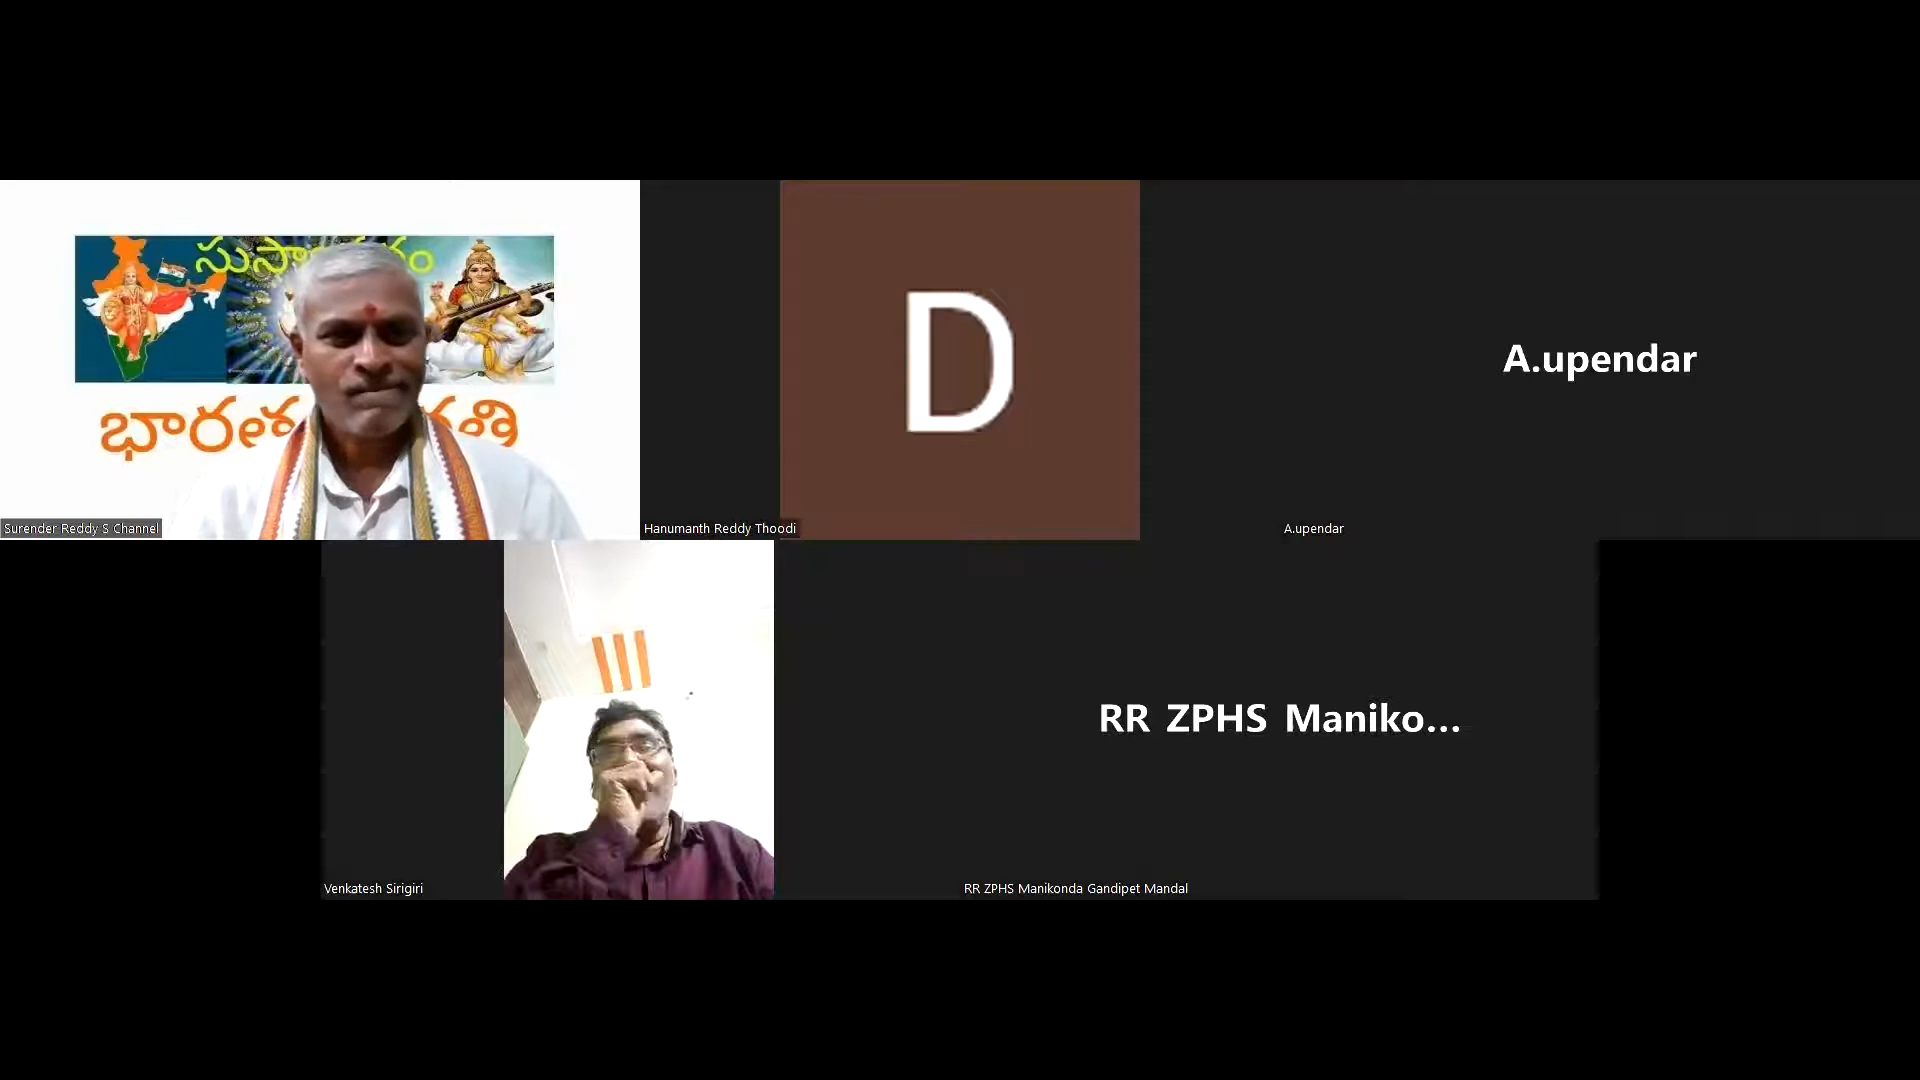 Surender Reddy S Channel
D
Hanumanth Reddy Thoodi
A.upendar
A.upendar
Venkatesh Sirigiri
RR ZPHS Maniko...
RR ZPHS Manikonda Gandipet Mandal